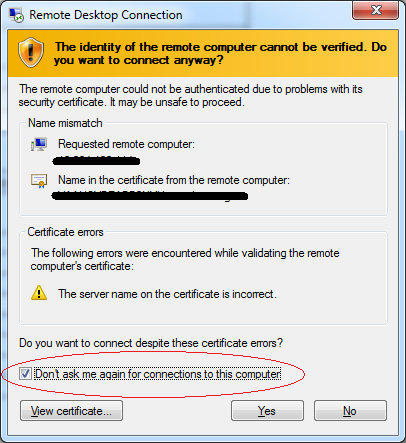 Remote Desktop Connection
The identity of the remote computer cannot be verified. Do
you want to connect anyway?
The remote computer could not be authenticated due to problems with its
security certificate. It may be unsafe to proceed.
Name mismatch
Requested remote computer:
Name in the certificate from the remote computer:
Certificate errors
The following errors were encountered while validating the remote
computer's certificate:
The server name on the certificate is incorrect.
Do you want to connect despite these certificate errors?
Don't ask me again for connections to this computer
View certificate...
Yes
No